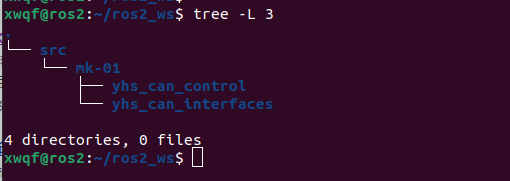 xwqf@ros2:~/ros2_ws$ tree -L 3
.
└── src
    └── mk-01
        ├── yhs_can_control
        └── yhs_can_interfaces

4 directories, 0 files
xwqf@ros2:~/ros2_ws$